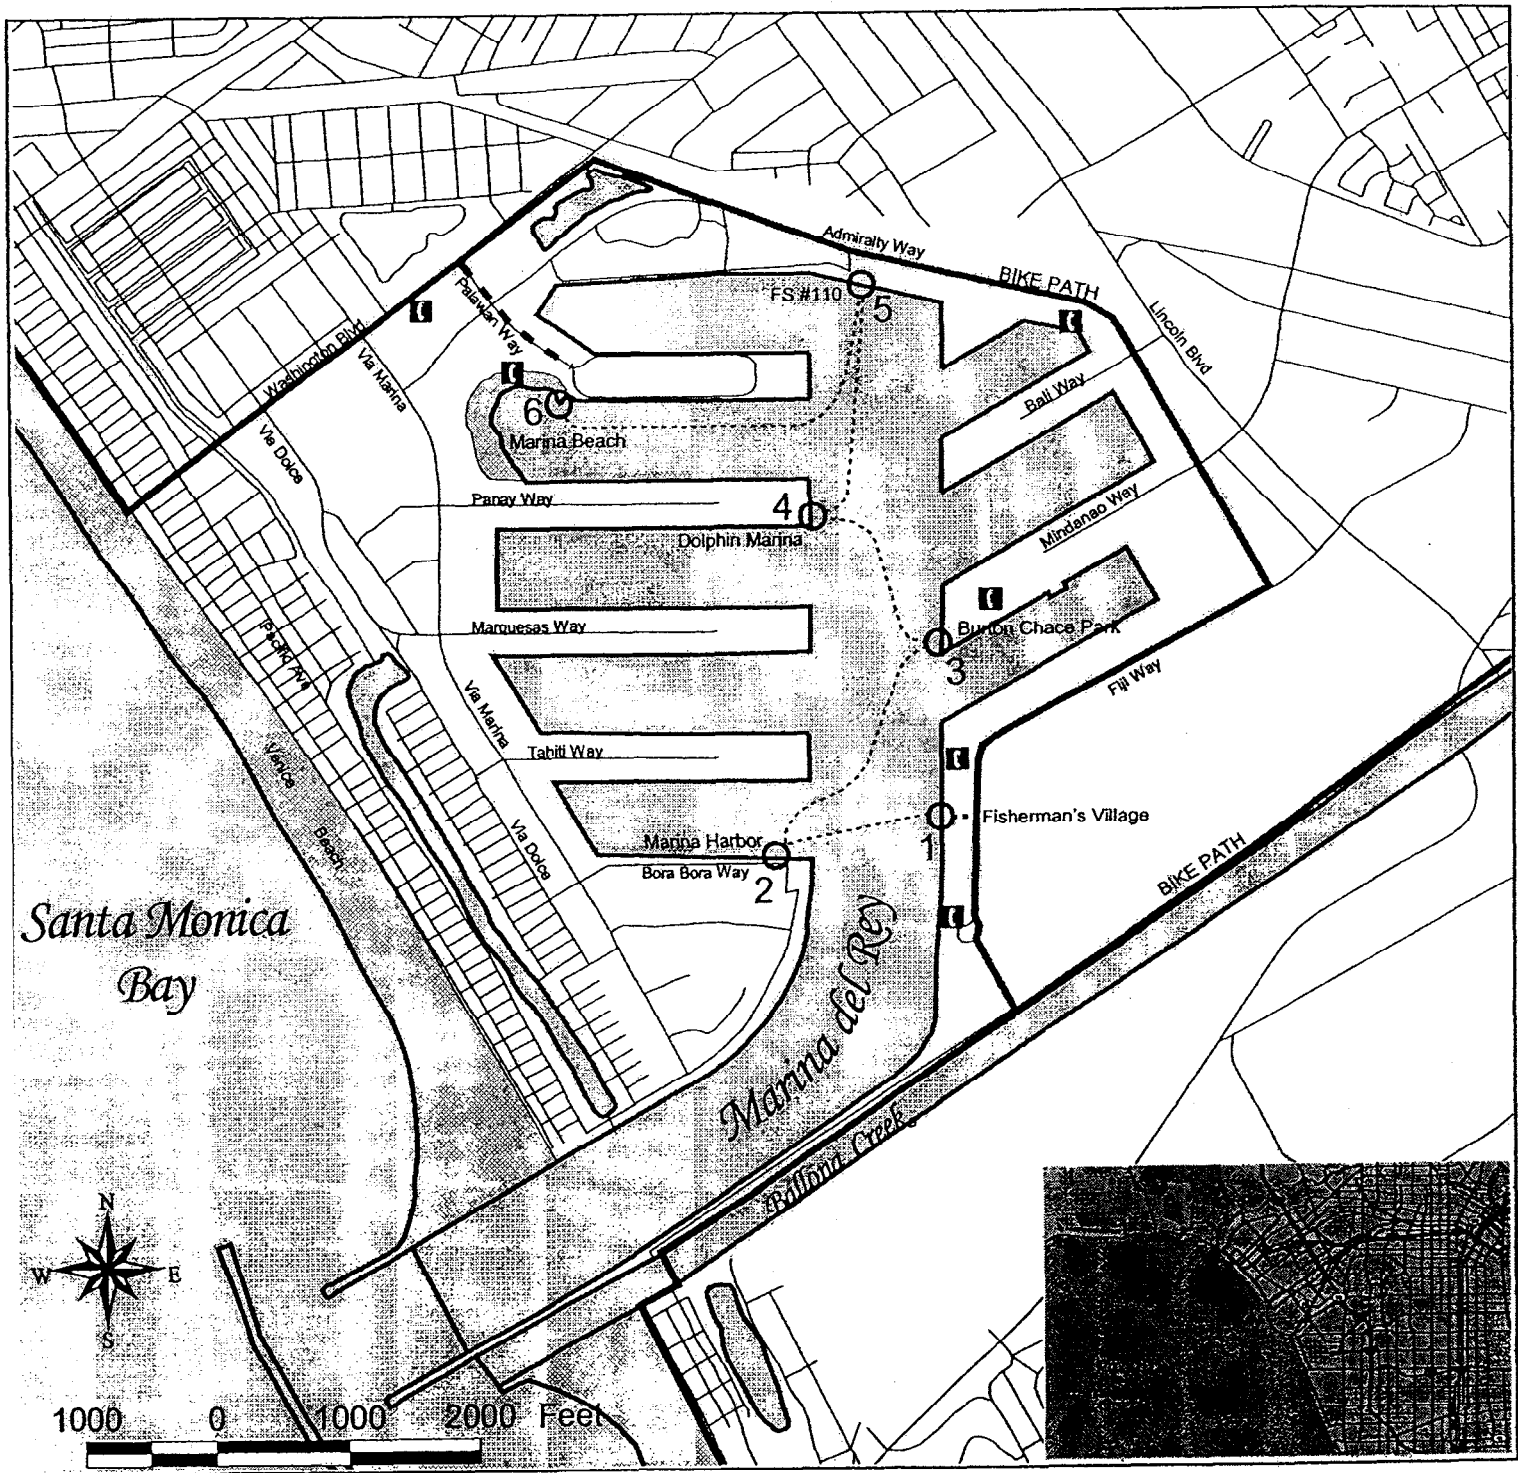 Admiralty Way
BIKE PATH
FS #110
5
Palawan Way
Lincoln Blvd
Washington Blvd
Via Marina
Bali Way
6
Marina Beach
Via Dolce
Panay Way
4
Mindanao Way
Dolphin Marina
Pacific Ave
Marquesas Way
Burton Chace Park
3
Fiji Way
Via Marina
Venice
Beach
Tahiti Way
Fisherman's Village
1
Via Dolce
Marina Harbor
Bora Bora Way
2
BIKE PATH
Santa Monica
Bay
Marina del Rey
Ballona Creek
N
W E
S
1000 0 1000 2000 Feet